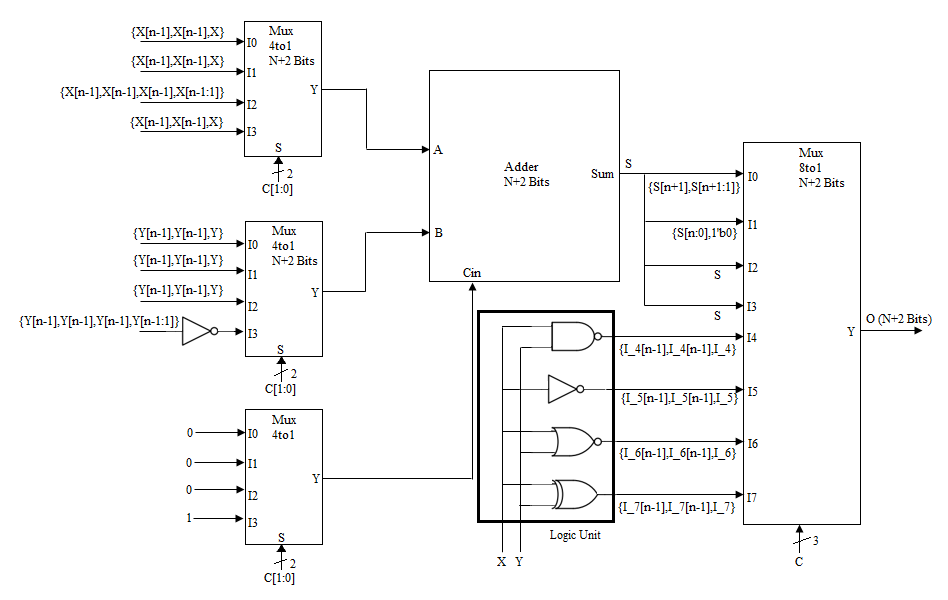 {X[n-1],X[n-1],X}
{X[n-1],X[n-1],X}
{X[n-1],X[n-1],X[n-1],X[n-1:1]}
{X[n-1],X[n-1],X}
Mux
4to1
N+2 Bits
I0
I1
I2
I3
Y
S
2
C[1:0]
{Y[n-1],Y[n-1],Y}
{Y[n-1],Y[n-1],Y}
{Y[n-1],Y[n-1],Y}
{Y[n-1],Y[n-1],Y[n-1],Y[n-1:1]}
Mux
4to1
N+2 Bits
I0
I1
I2
I3
Y
S
2
C[1:0]
0
0
0
1
Mux
4to1
I0
I1
I2
I3
Y
S
2
C[1:0]
A
B
Adder
N+2 Bits
Sum
Cin
S
{S[n+1],S[n+1:1]}
{S[n:0],1'b0}
S
S
{I_4[n-1],I_4[n-1],I_4}
{I_5[n-1],I_5[n-1],I_5}
{I_6[n-1],I_6[n-1],I_6}
{I_7[n-1],I_7[n-1],I_7}
Logic Unit
X Y
Mux
8to1
N+2 Bits
I0
I1
I2
I3
I4
I5
I6
I7
Y
O (N+2 Bits)
3
C